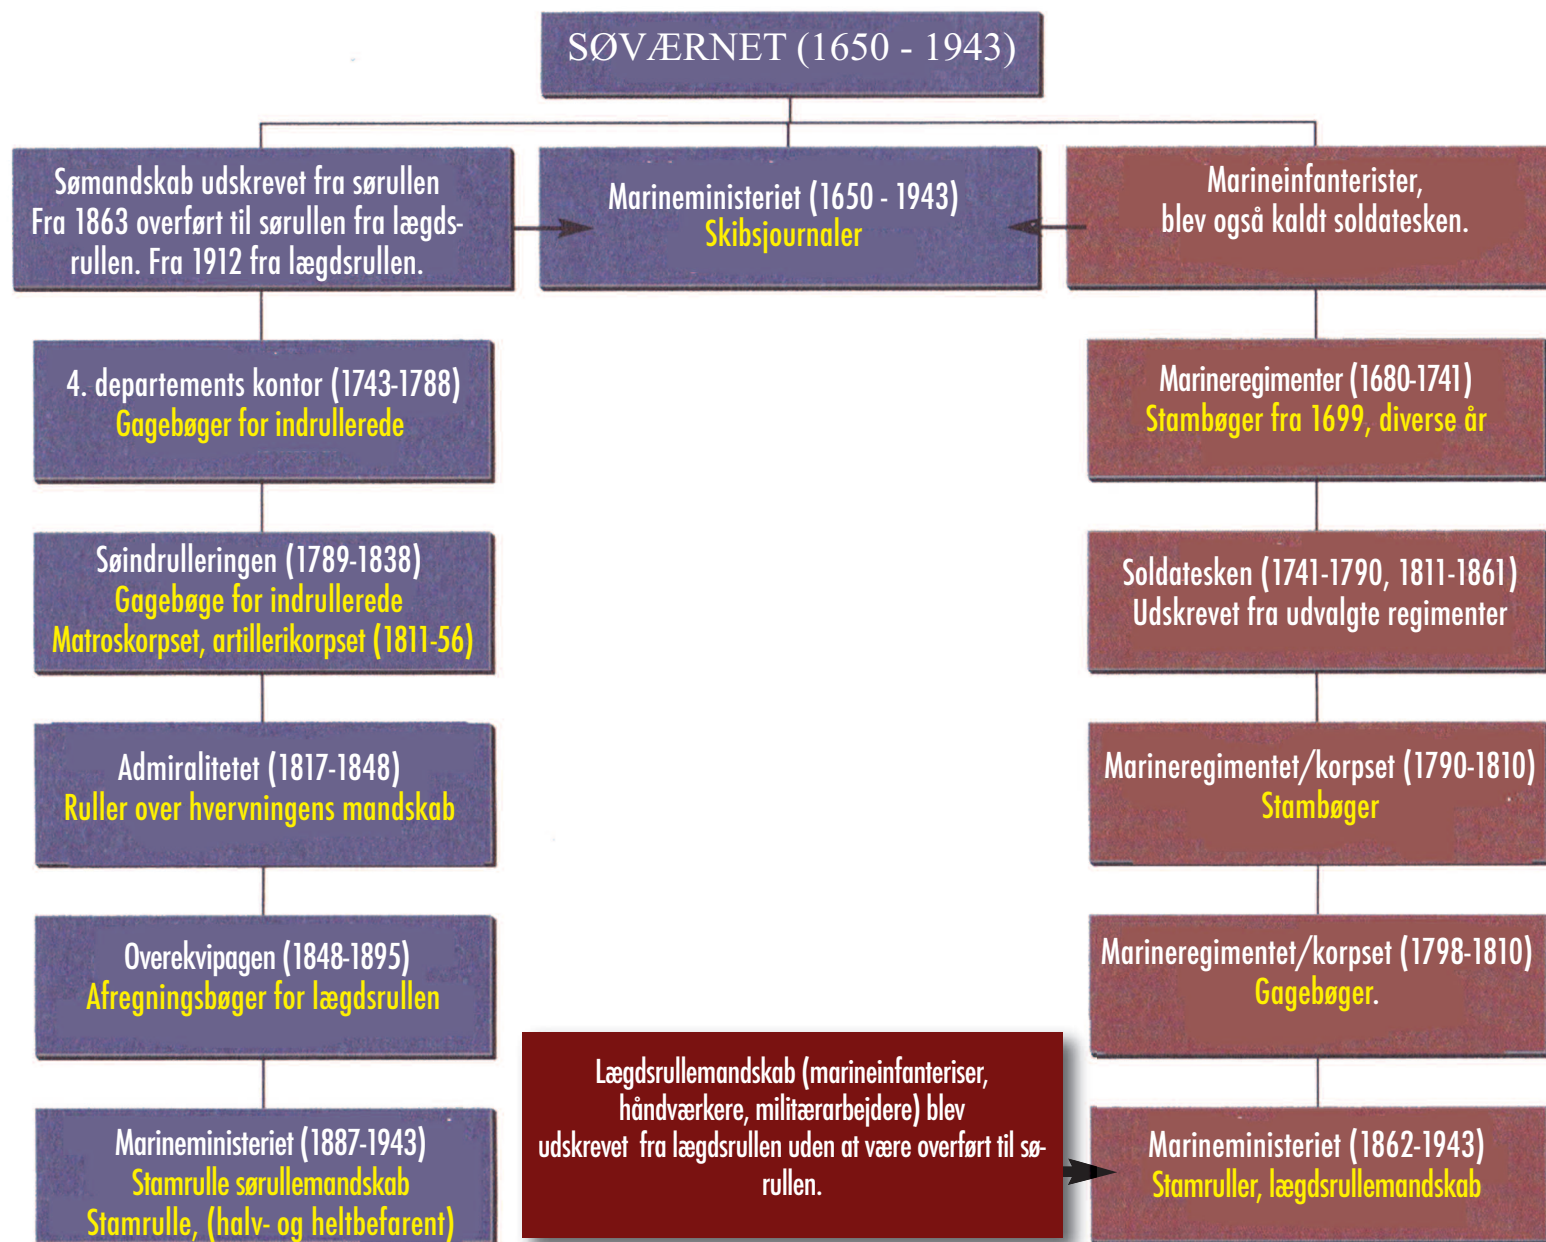 SØVÆRNET (1650 - 1943)
Sømandskab udskrevet fra sørullen
Fra 1863 overført til sørullen fra lægds-
rullen. Fra 1912 fra lægdsrullen.
Marineministeriet (1650 - 1943)
Skibsjournaler
Marineinfanterister,
blev også kaldt soldatesken.
4. departements kontor (1743-1788)
Gagebøger for indrullerede
Marineregimenter (1680-1741)
Stambøger fra 1699, diverse år
Søindrulleringen (1789-1838)
Gagebøge for indrullerede
Matroskorpset, artillerikorpset (1811-56)
Soldatesken (1741-1790, 1811-1861)
Udskrevet fra udvalgte regimenter
Admiralitetet (1817-1848)
Ruller over hvervningens mandskab
Marineregimentet/korpset (1790-1810)
Stambøger
Overekvipagen (1848-1895)
Afregningsbøger for lægdsrullen
Marineregimentet/korpset (1798-1810)
Gagebøger.
Lægdsrullemandskab (marineinfanteriser,
håndværkere, militærarbejdere) blev
udskrevet fra lægdsrullen uden at være overført til sø-
rullen.
Marineministeriet (1887-1943)
Stamrulle sørullemandskab
Stamrulle, (halv- og heltbefarent)
Marineministeriet (1862-1943)
Stamruller, lægdsrullemandskab